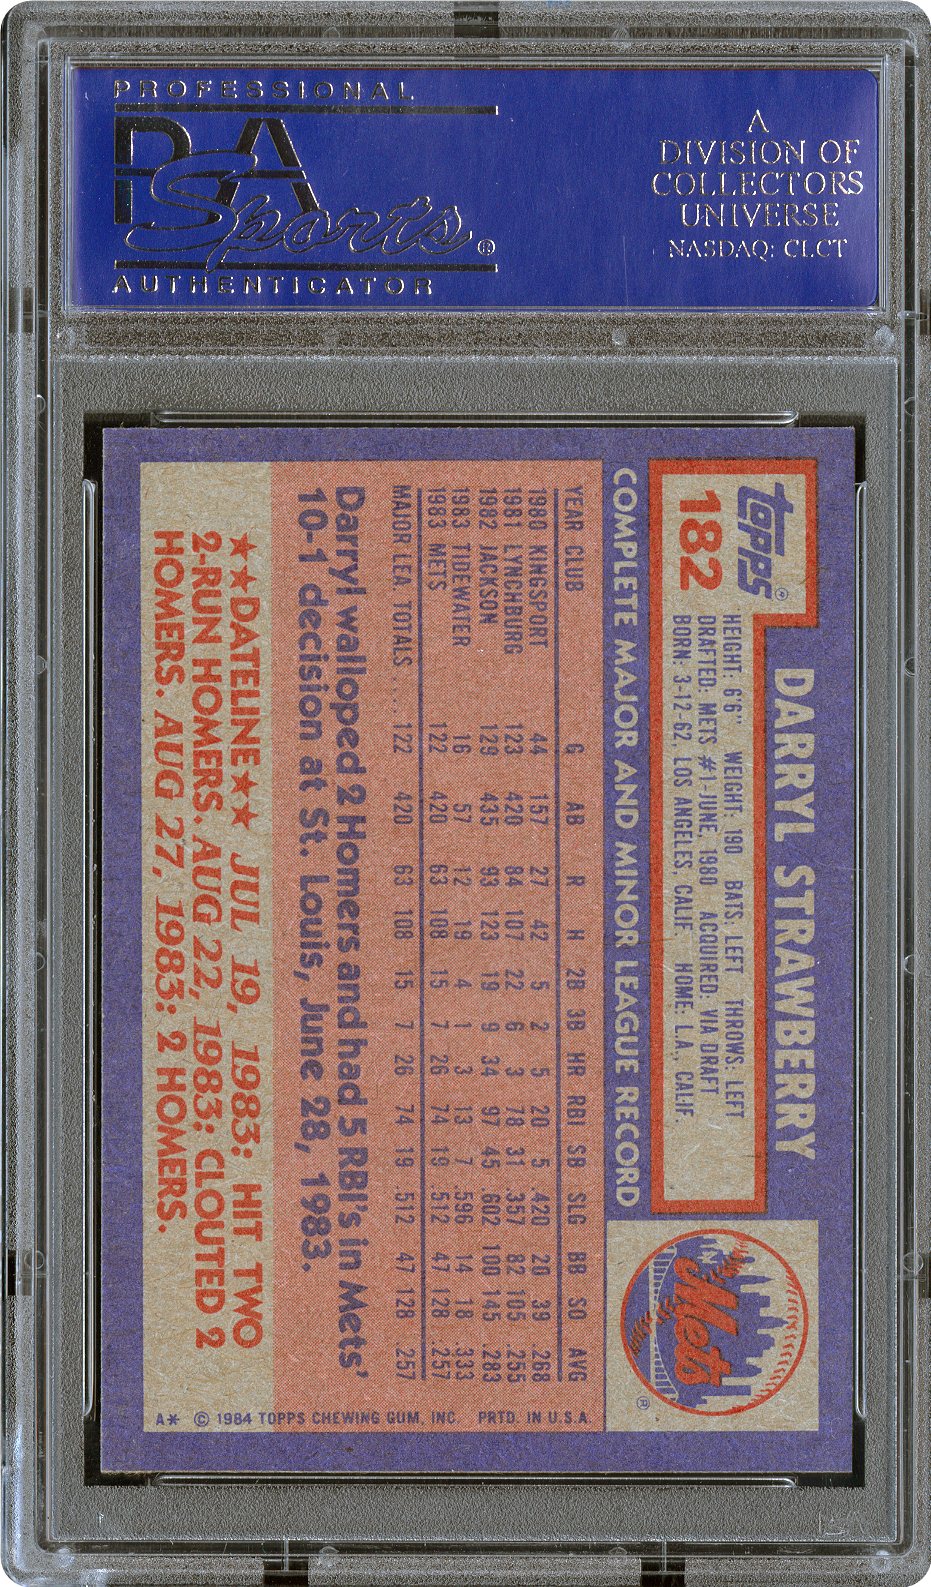 PROFESSIONAL
PSA
Sports®
AUTHENTICATOR
A
DIVISION OF
COLLECTORS
UNIVERSE
NASDAQ: CLCT
topps®
182
DARRYL STRAWBERRY
HEIGHT: 6'6" WEIGHT: 190 BATS: LEFT THROWS: LEFT
DRAFTED: METS #1-JUNE, 1980 ACQUIRED: VIA DRAFT
BORN: 3-12-62, LOS ANGELES, CALIF. HOME: L.A., CALIF.
Mets
®
COMPLETE MAJOR AND MINOR LEAGUE RECORD
YEAR CLUB G AB R H 2B 3B HR RBI SB SLG BB SO AVG
1980 KINGSPORT 44 157 27 42 5 2 5 20 5 .420 20 39 .268
1981 LYNCHBURG 123 420 84 107 22 6 3 78 31 .357 82 105 .255
1982 JACKSON 129 435 93 123 19 9 34 97 45 .602 100 145 .283
1983 TIDEWATER 16 57 12 19 4 1 3 13 7 .596 14 18 .333
1983 METS 122 420 63 108 15 7 26 74 19 .512 47 128 .257
MAJOR LEA. TOTALS .... 122 420 63 108 15 7 26 74 19 .512 47 128 .257
Darryl walloped 2 Homers and had 5 RBI's in Mets'
10-1 decision at St. Louis, June 28, 1983.
★★DATELINE★★ JUL 19, 1983: HIT TWO
2-RUN HOMERS. AUG 22, 1983: CLOUTED 2
HOMERS. AUG 27, 1983: 2 HOMERS.
A* © 1984 TOPPS CHEWING GUM, INC. PRTD. IN U.S.A.